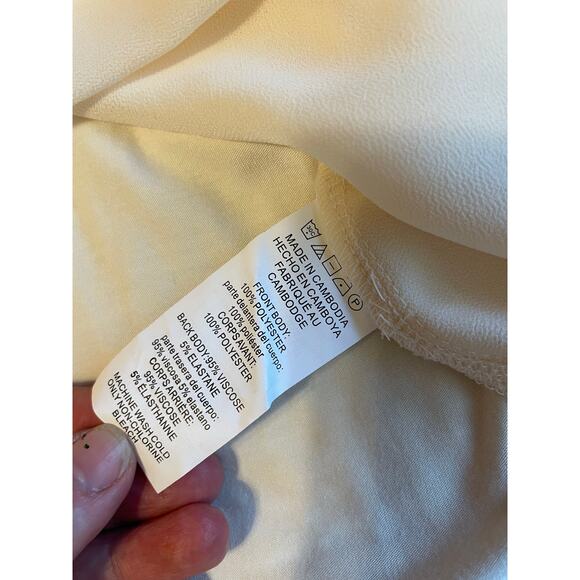 30C
P
MADE IN CAMBODIA
HECHO EN CAMBOYA
FABRIQUÉ AU
CAMBODGE
FRONT BODY:
100% POLYESTER
parte delantera del cuerpo:
100% poliéster
CORPS AVANT:
100% POLYESTER
BACK BODY:95% VISCOSE
5% ELASTANE
parte trasera del cuerpo:
95% viscosa 5% elastano
CORPS ARRIÈRE:
95% VISCOSE
5% ÉLASTHANNE
MACHINE WASH COLD
ONLY NON-CHLORINE
BLEACH